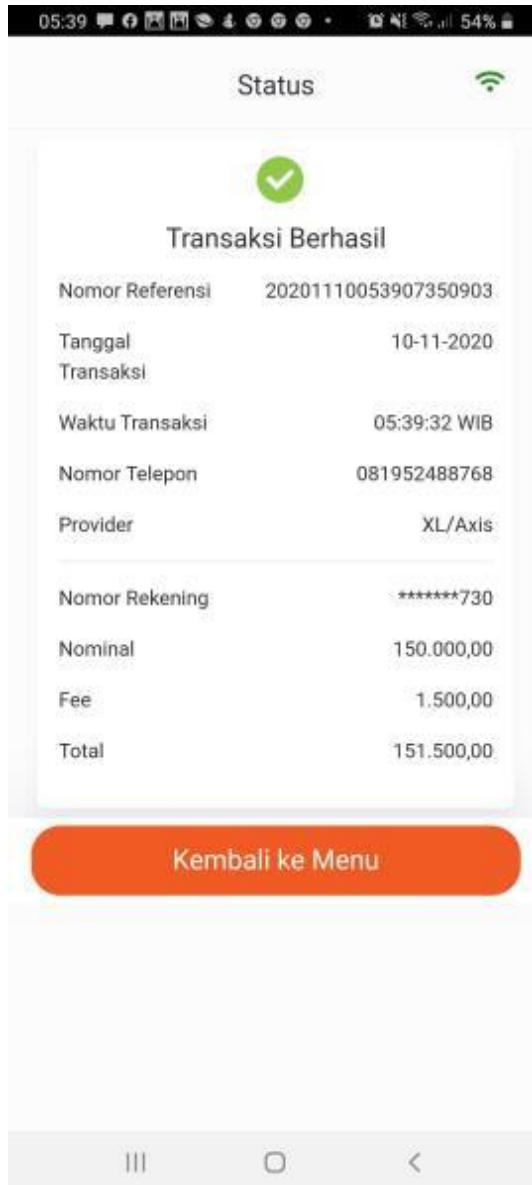 05:39
54%
Status
Transaksi Berhasil
Nomor Referensi 20201110053907350903
Tanggal Transaksi 10-11-2020
Waktu Transaksi 05:39:32 WIB
Nomor Telepon 081952488768
Provider XL/Axis
Nomor Rekening *******730
Nominal 150.000,00
Fee 1.500,00
Total 151.500,00
Kembali ke Menu